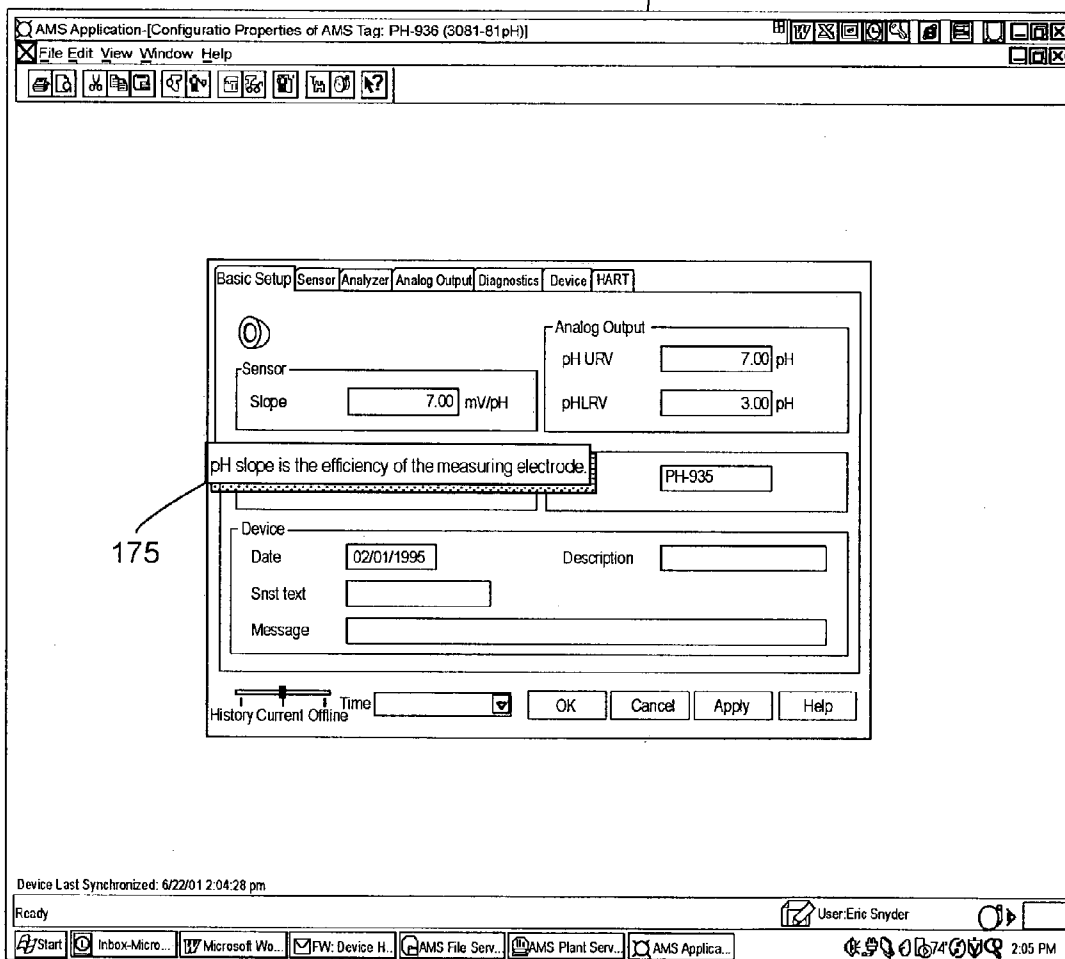 AMS Application-[Configuratio Properties of AMS Tag: PH-936 (3081-81pH)]
File Edit View Window Help
Basic Setup Sensor Analyzer Analog Output Diagnostics Device HART
Analog Output
pH URV 7.00 pH
Sensor
Slope 7.00 mV/pH
pHLRV 3.00 pH
pH slope is the efficiency of the measuring electrode.
PH-935
175
Device
Date 02/01/1995 Description
Snst text
Message
History Current Offline Time OK Cancel Apply Help
Device Last Synchronized: 6/22/01 2:04:28 pm
Ready User:Eric Snyder
Start Inbox-Micro... Microsoft Wo... FW: Device H.. AMS File Serv.. AMS Plant Serv.. AMS Applica... 74° 2:05 PM